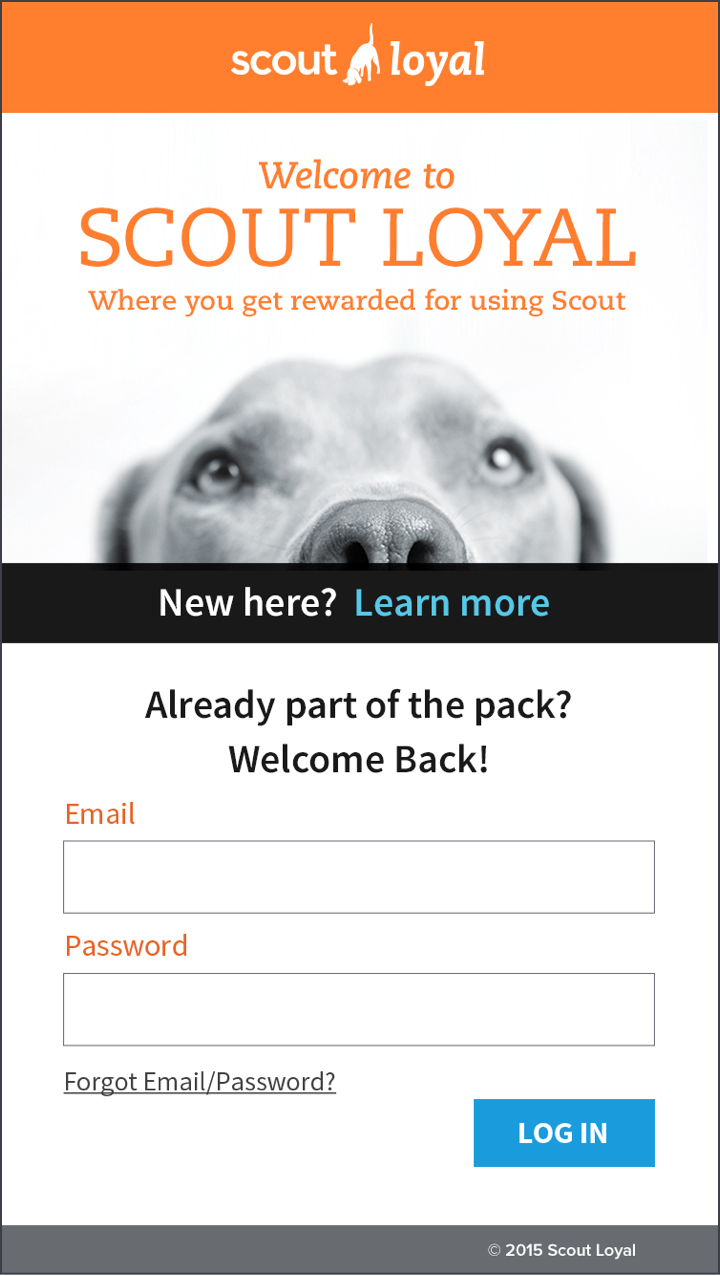 scout loyal
Welcome to
SCOUT LOYAL
Where you get rewarded for using Scout
New here? Learn more
Already part of the pack?
Welcome Back!
Email
Password
Forgot Email/Password?
LOG IN
© 2015 Scout Loyal